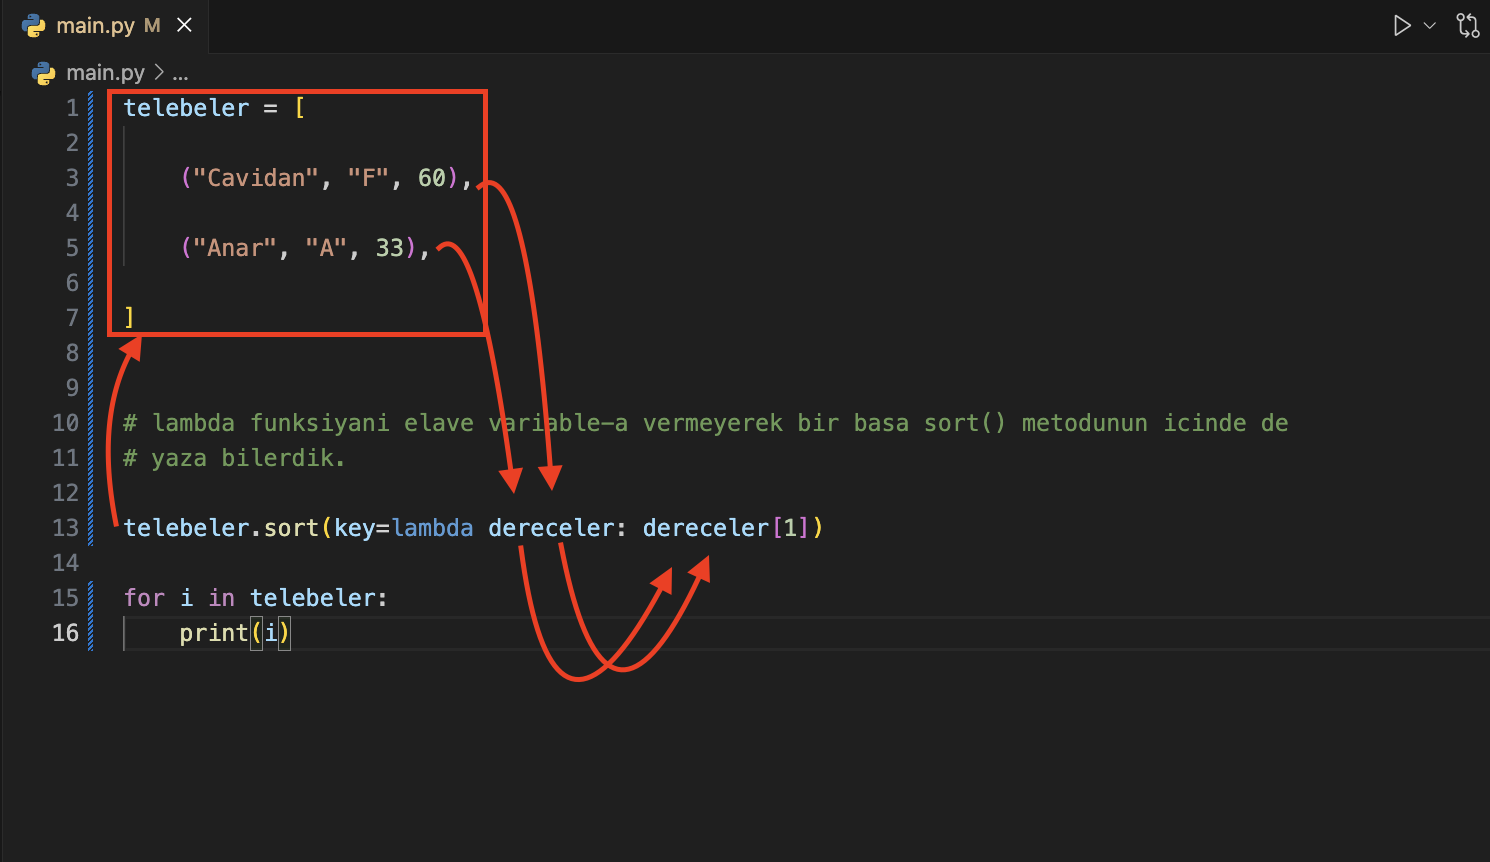 main.py M
main.py > ...
1 telebeler = [
2
3 ("Cavidan", "F", 60),
4
5 ("Anar", "A", 33),
6
7 ]
8
9
10 # lambda funksiyani elave variable-a vermeyerek bir basa sort() metodunun icinde de
11 # yaza bilerdik.
12
13 telebeler.sort(key=lambda dereceler: dereceler[1])
14
15 for i in telebeler:
16 print(i)